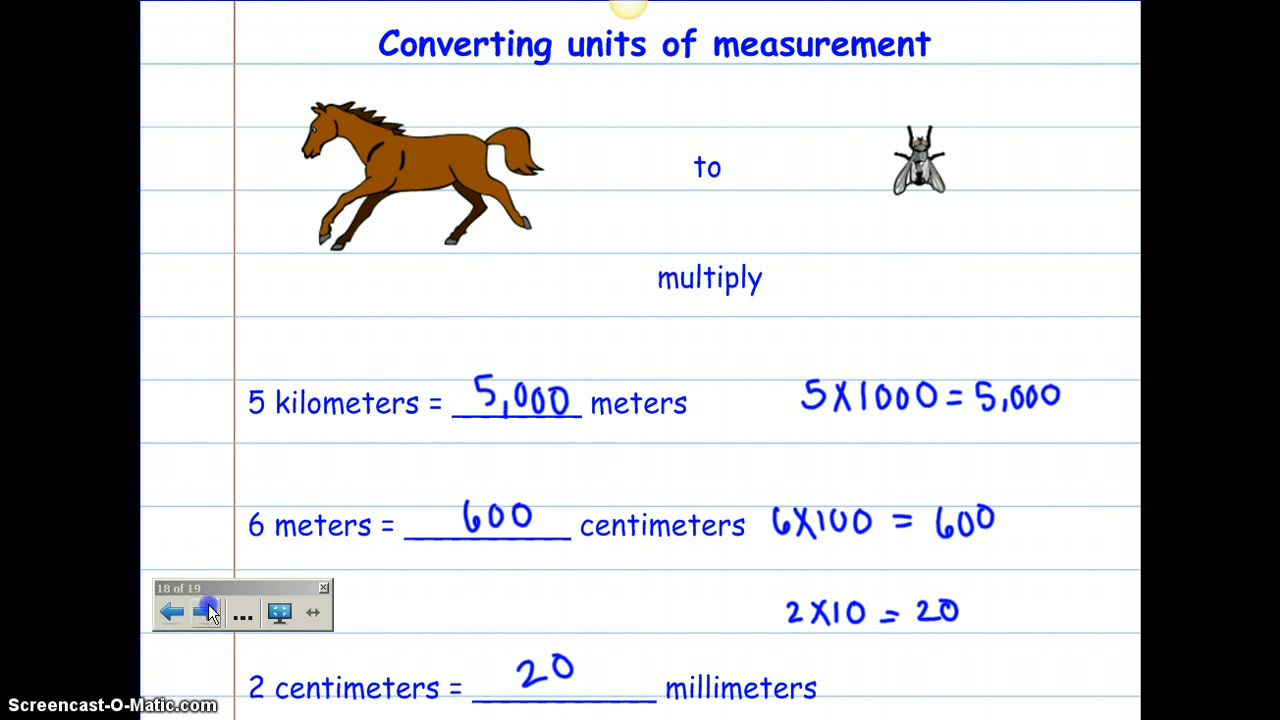 Converting units of measurement
to
multiply
5 kilometers = 5,000 meters 5X1000=5,000
6 meters = 600 centimeters 6X100 = 600
18 of 19
...
2X10 = 20
2 centimeters = 20 millimeters
Screencast-O-Matic.com